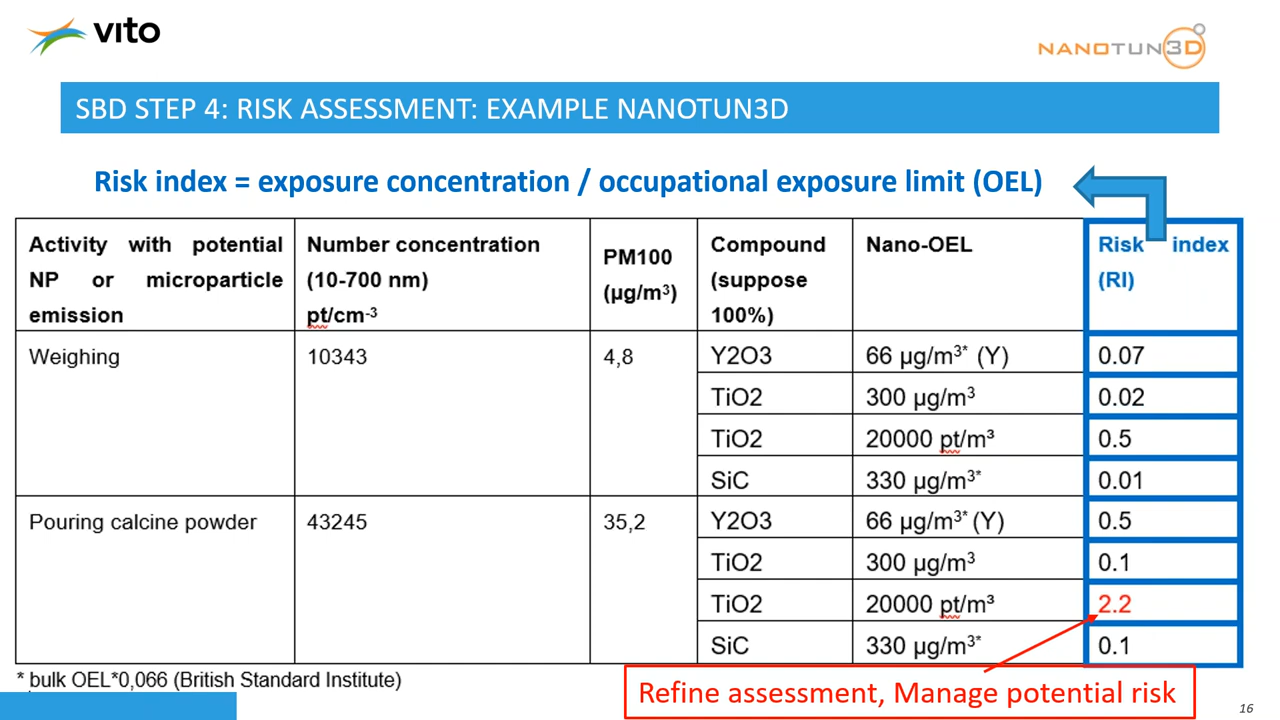 vito
NANOTUN3D
SBD STEP 4: RISK ASSESSMENT: EXAMPLE NANOTUN3D
Risk index = exposure concentration / occupational exposure limit (OEL)
Activity with potential NP or microparticle emission
Number concentration (10-700 nm) pt/cm-³
PM100 (µg/m³)
Compound (suppose 100%)
Nano-OEL
Risk index (RI)
Weighing 10343 4,8 Y2O3 66 µg/m³* (Y) 0.07
TiO2 300 µg/m³ 0.02
TiO2 20000 pt/m³ 0.5
SiC 330 µg/m³* 0.01
Pouring calcine powder 43245 35,2 Y2O3 66 µg/m³* (Y) 0.5
TiO2 300 µg/m³ 0.1
TiO2 20000 pt/m³ 2.2
SiC 330 µg/m³* 0.1
* bulk OEL*0,066 (British Standard Institute)
Refine assessment, Manage potential risk
16